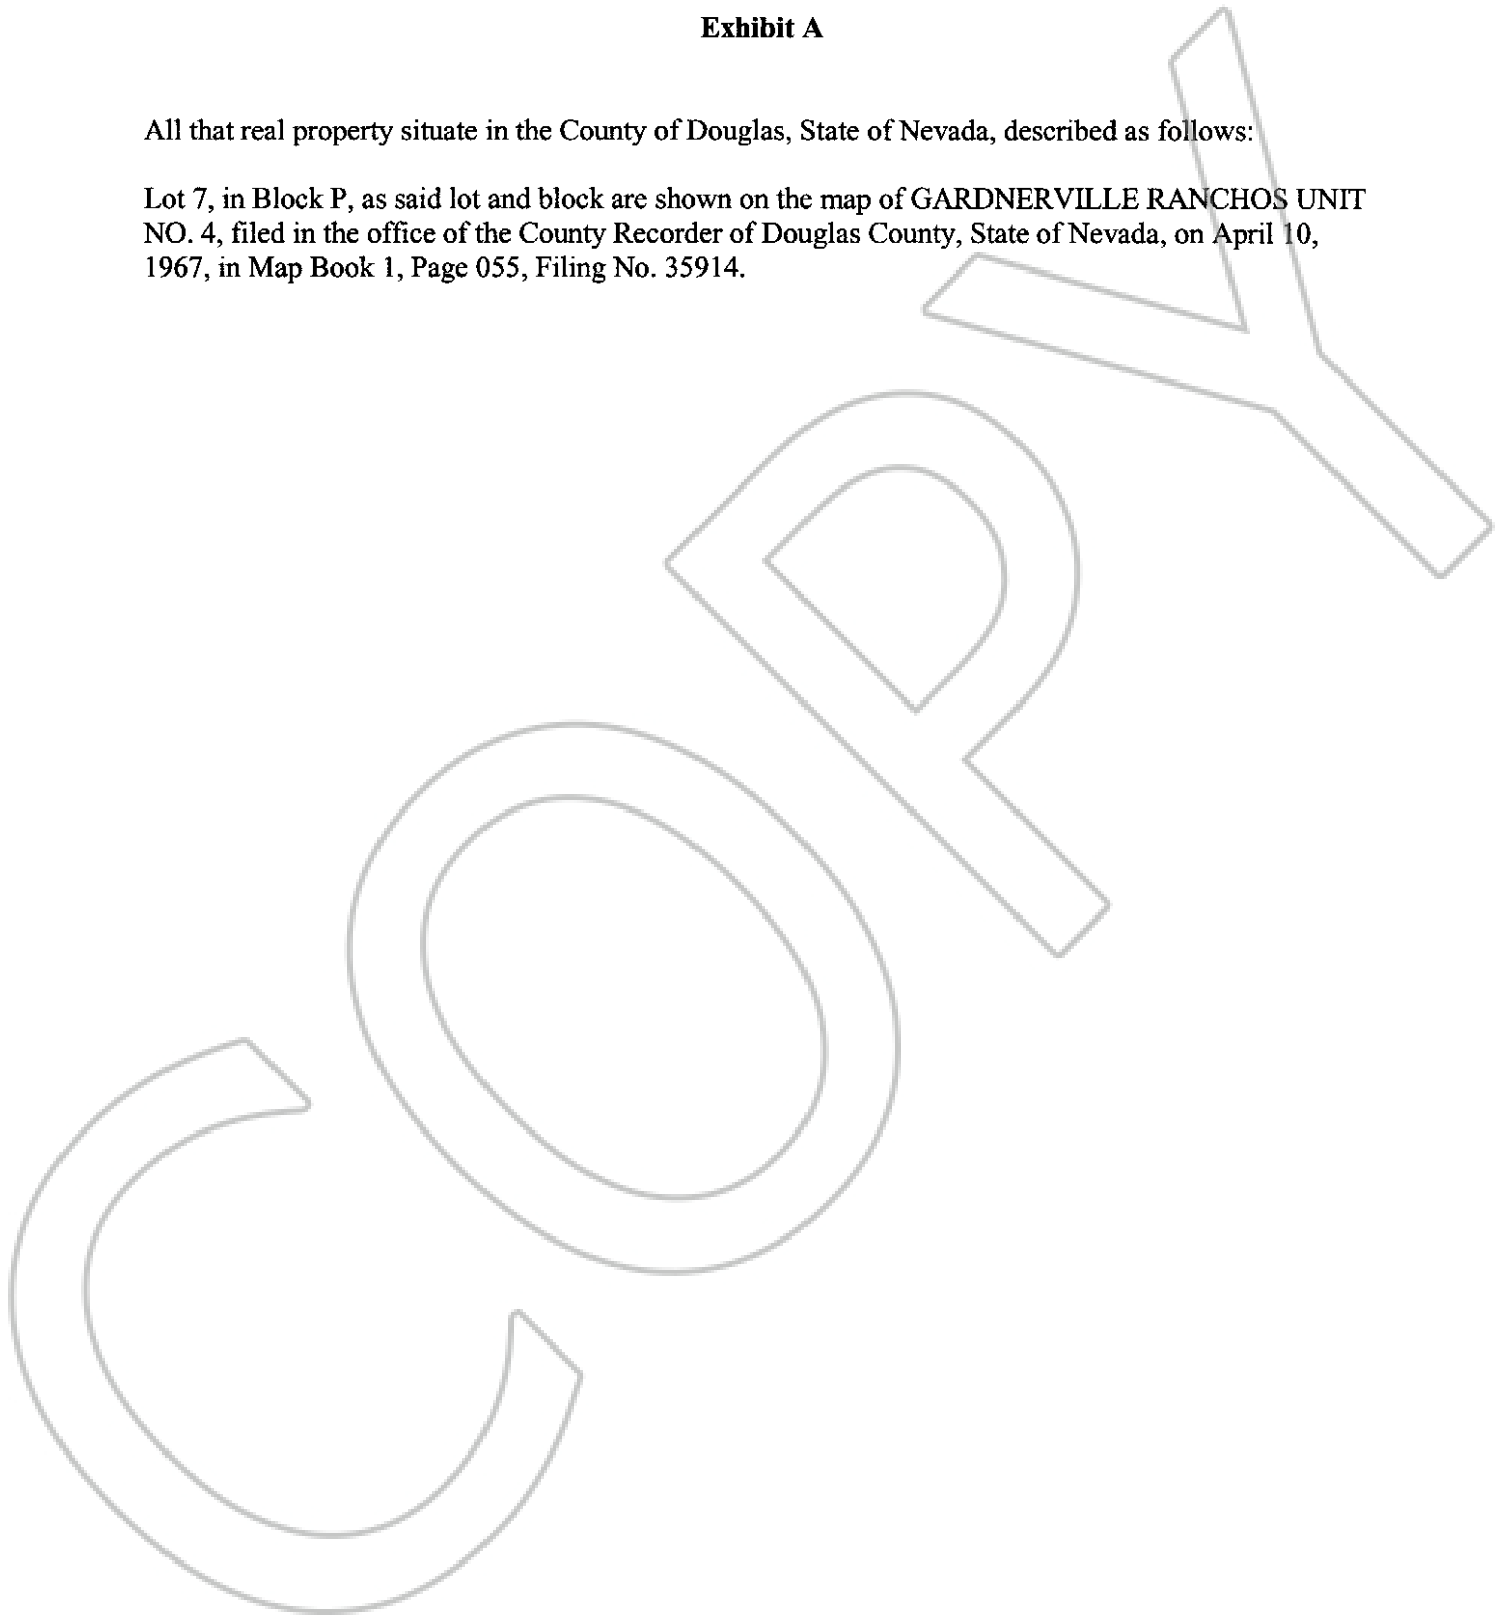 Exhibit A
All that real property situate in the County of Douglas, State of Nevada, described as follows:
Lot 7, in Block P, as said lot and block are shown on the map of GARDNERVILLE RANCHOS UNIT
NO. 4, filed in the office of the County Recorder of Douglas County, State of Nevada, on April 10,
1967, in Map Book 1, Page 055, Filing No. 35914.
COPY